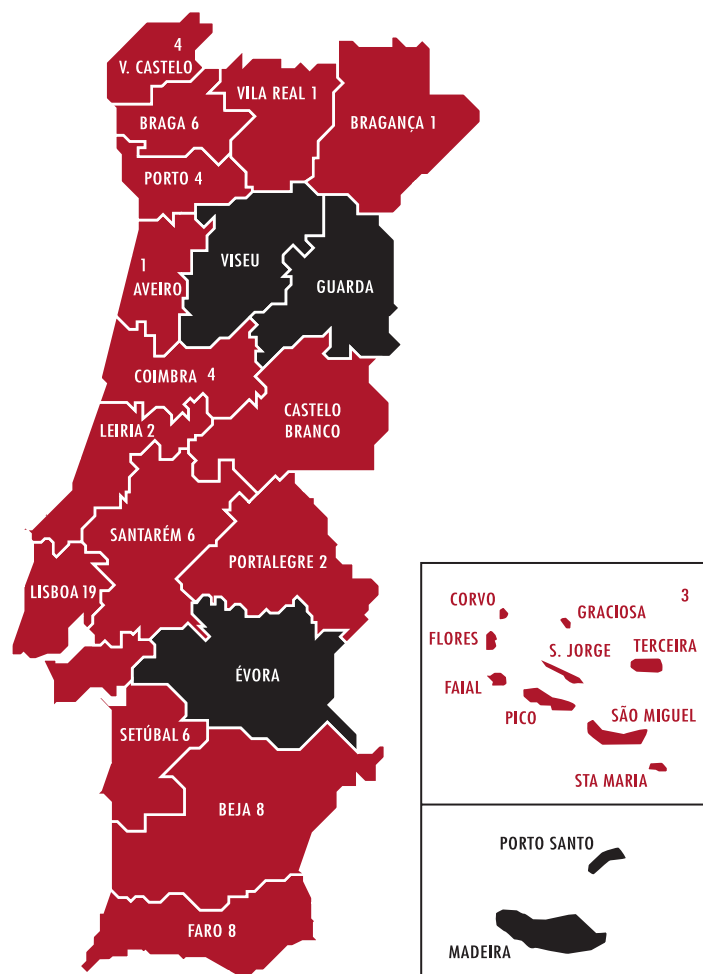 4
V. CASTELO
VILA REAL 1
BRAGANÇA 1
BRAGA 6
PORTO 4
VISEU
1
AVEIRO
GUARDA
COIMBRA 4
CASTELO
BRANCO
LEIRIA 2
SANTARÉM 6
PORTALEGRE 2
LISBOA 19
ÉVORA
SETÚBAL 6
BEJA 8
FARO 8
CORVO
GRACIOSA
3
FLORES
S. JORGE
TERCEIRA
FAIAL
PICO
SÃO MIGUEL
STA MARIA
PORTO SANTO
MADEIRA